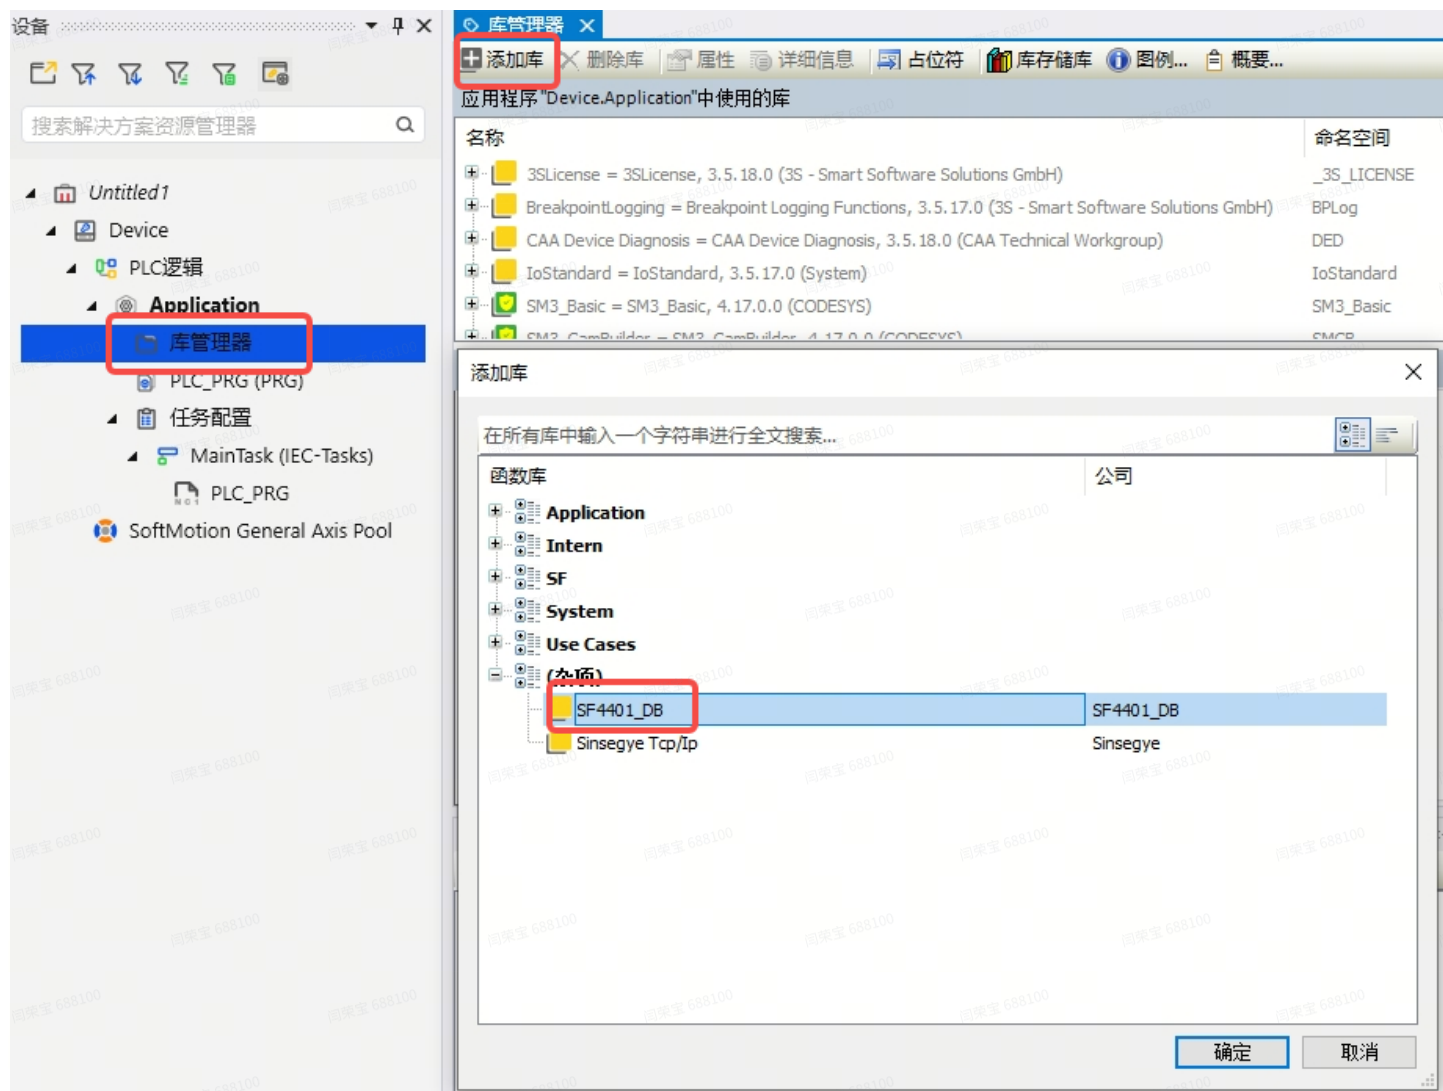 设备
搜索解决方案资源管理器
Untitled1
Device
PLC逻辑
Application
库管理器
PLC_PRG (PRG)
任务配置
MainTask (IEC-Tasks)
PLC_PRG
SoftMotion General Axis Pool
库管理器
添加库 删除库 属性 详细信息 占位符 库存储库 图例... 概要...
应用程序"Device.Application"中使用的库
名称 命名空间
3SLicense = 3SLicense, 3.5.18.0 (3S - Smart Software Solutions GmbH) _3S_LICENSE
BreakpointLogging = Breakpoint Logging Functions, 3.5.17.0 (3S - Smart Software Solutions GmbH) BPLog
CAA Device Diagnosis = CAA Device Diagnosis, 3.5.18.0 (CAA Technical Workgroup) DED
IoStandard = IoStandard, 3.5.17.0 (System) IoStandard
SM3_Basic = SM3_Basic, 4.17.0.0 (CODESYS) SM3_Basic
SM3_CamBuilder = SM3_CamBuilder, 4.17.0.0 (CODESYS) SMCB
添加库
在所有库中输入一个字符串进行全文搜索...
函数库 公司
Application
Intern
SF
System
Use Cases
(杂项)
SF4401_DB SF4401_DB
Sinsegye Tcp/Ip Sinsegye
确定 取消